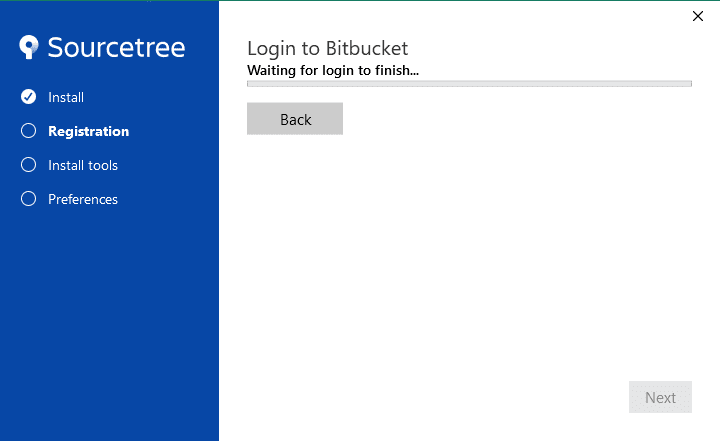 Sourcetree
Install
Registration
Install tools
Preferences
Login to Bitbucket
Waiting for login to finish...
Back
Next